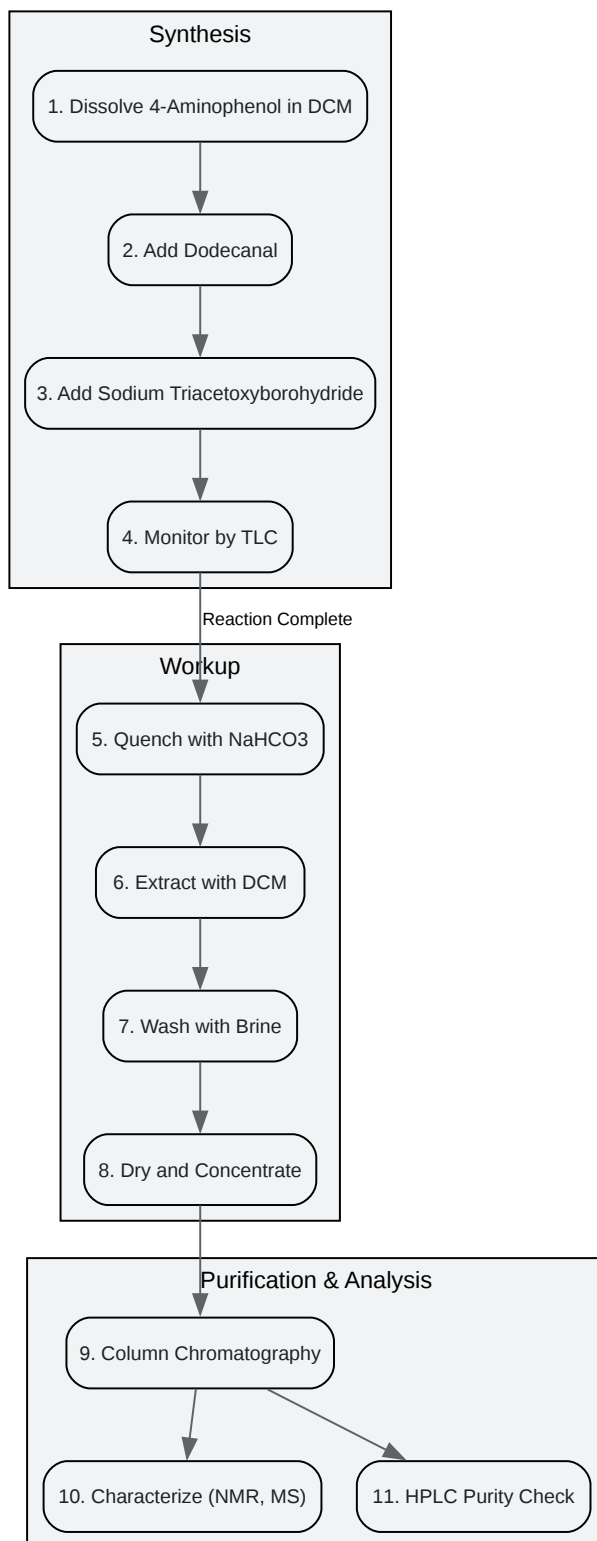 Synthesis
1. Dissolve 4-Aminophenol in DCM
2. Add Dodecanal
3. Add Sodium Triacetoxyborohydride
4. Monitor by TLC
Reaction Complete
Workup
5. Quench with NaHCO3
6. Extract with DCM
7. Wash with Brine
8. Dry and Concentrate
Purification & Analysis
9. Column Chromatography
10. Characterize (NMR, MS)
11. HPLC Purity Check